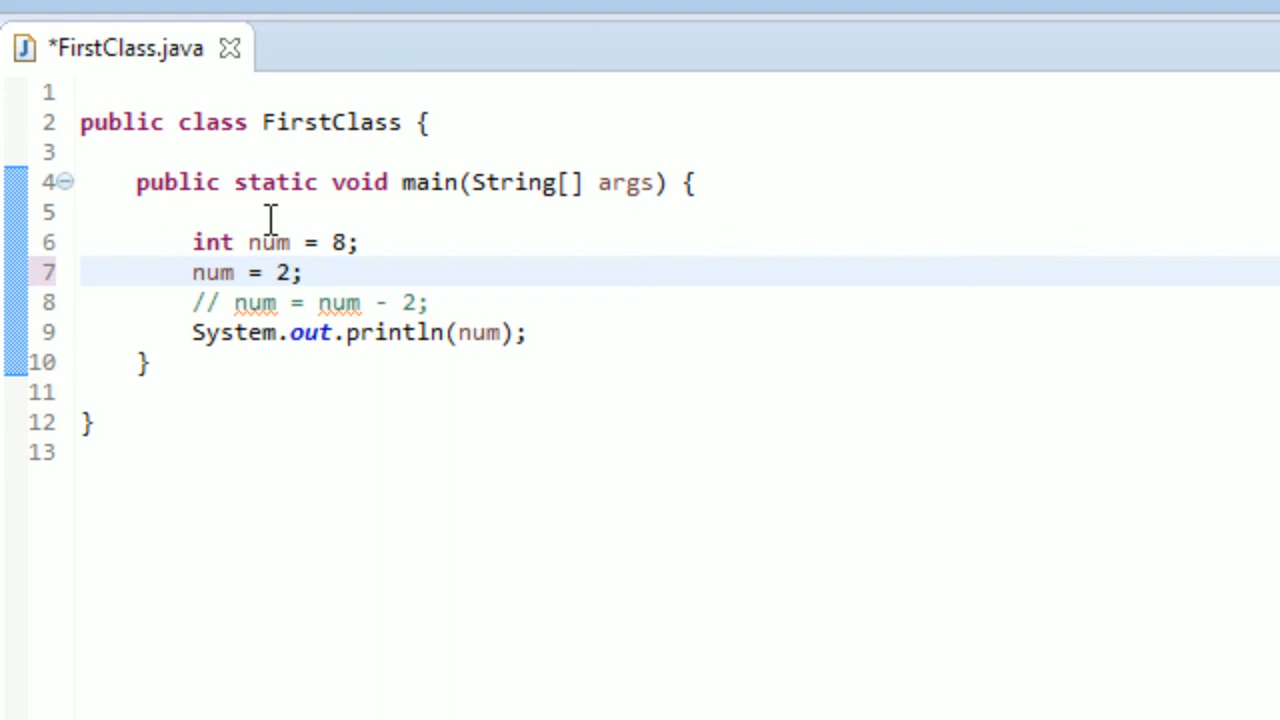 *FirstClass.java
1
2 public class FirstClass {
3
4 public static void main(String[] args) {
5
6 int num = 8;
7 num = 2;
8 // num = num - 2;
9 System.out.println(num);
10 }
11
12 }
13